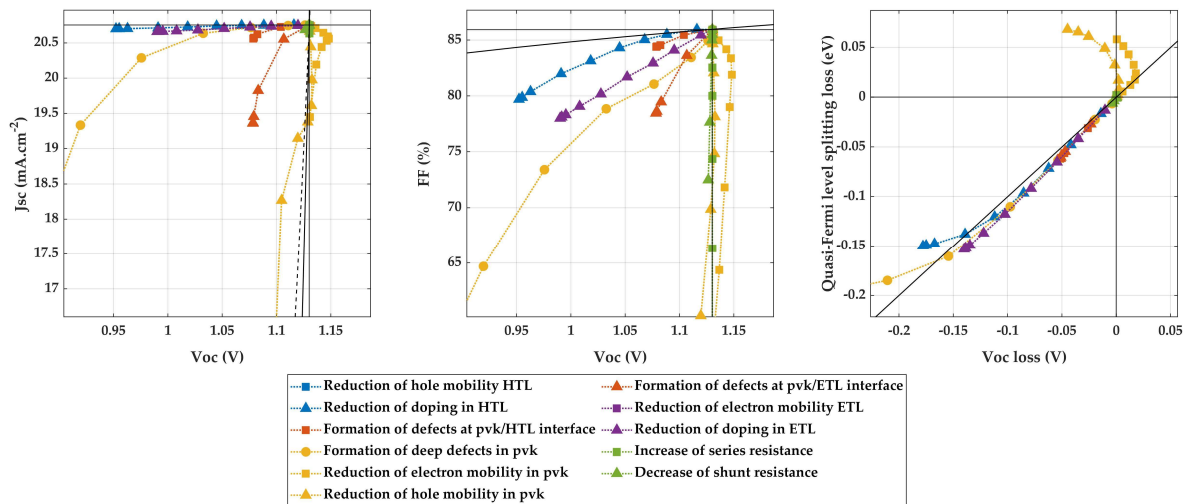 20.5
20
19.5
19
18.5
18
17.5
17
0.95 1 1.05 1.1 1.15
Jsc (mA.cm⁻²)
Voc (V)
85
80
75
70
65
0.95 1 1.05 1.1 1.15
FF (%)
Voc (V)
0.05
0
-0.05
-0.1
-0.15
-0.2
-0.2 -0.15 -0.1 -0.05 0 0.05
Quasi-Fermi level splitting loss (eV)
Voc loss (V)
Reduction of hole mobility HTL
Reduction of doping in HTL
Formation of defects at pvk/HTL interface
Formation of deep defects in pvk
Reduction of electron mobility in pvk
Reduction of hole mobility in pvk
Formation of defects at pvk/ETL interface
Reduction of electron mobility ETL
Reduction of doping in ETL
Increase of series resistance
Decrease of shunt resistance